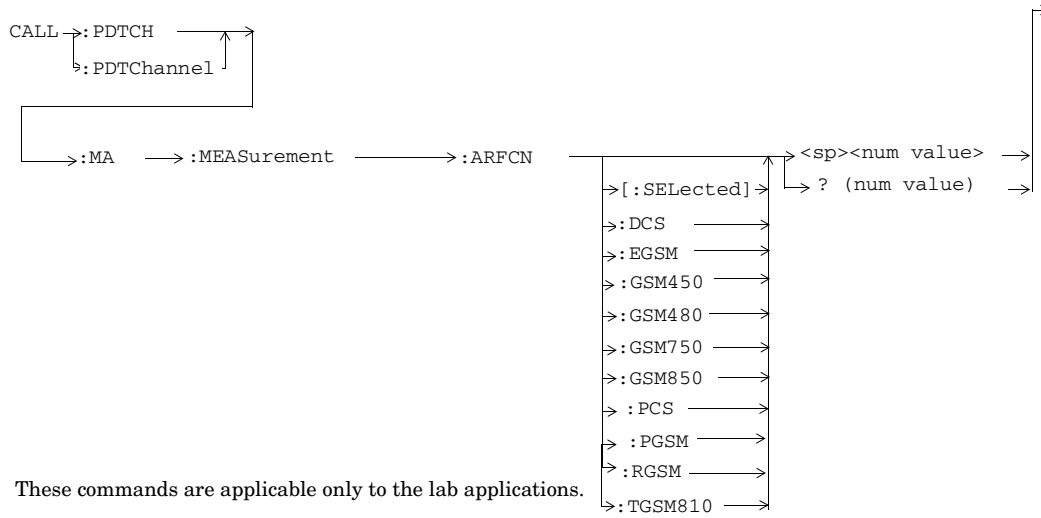 CALL :PDTCH
:PDTChannel
:MA :MEASurement :ARFCN <sp><num value>
? (num value)
[:SELected]
:DCS
:EGSM
:GSM450
:GSM480
:GSM750
:GSM850
:PCS
:PGSM
:RGSM
These commands are applicable only to the lab applications.
:TGSM810